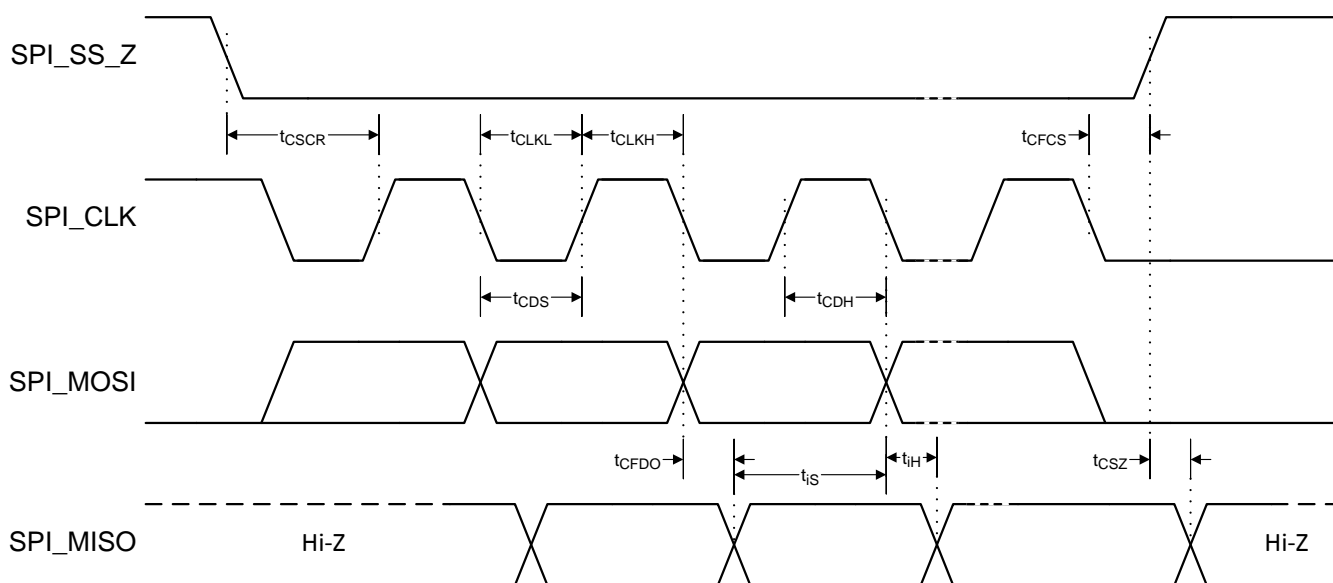 SPI_SS_Z
tCSCR
tCLKL
tCLKH
tCFCS
SPI_CLK
tCDS
tCDH
SPI_MOSI
tCFDO
tiS
tiH
tCSZ
SPI_MISO
Hi-Z
Hi-Z